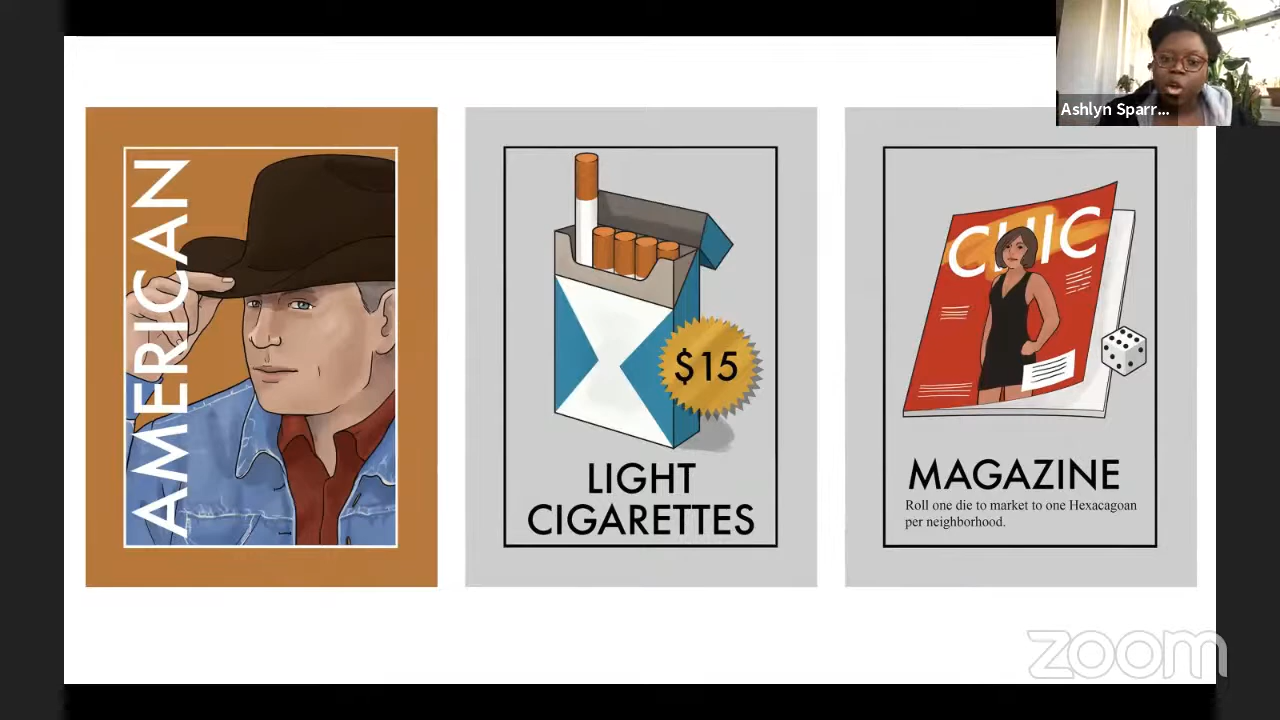 Ashlyn Sparr...
AMERICAN
$15
LIGHT
CIGARETTES
CHIC
MAGAZINE
Roll one die to market to one Hexacagoan
per neighborhood.
zoom